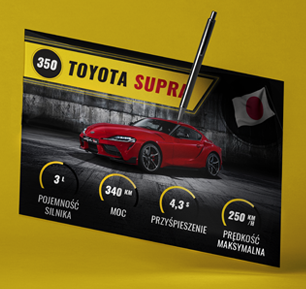 350 TOYOTA SUPRA
3 L
340 KM
4,3 S
250 KM/H
POJEMNOŚĆ SILNIKA
MOC
PRZYŚPIESZENIE
PRĘDKOŚĆ MAKSYMALNA